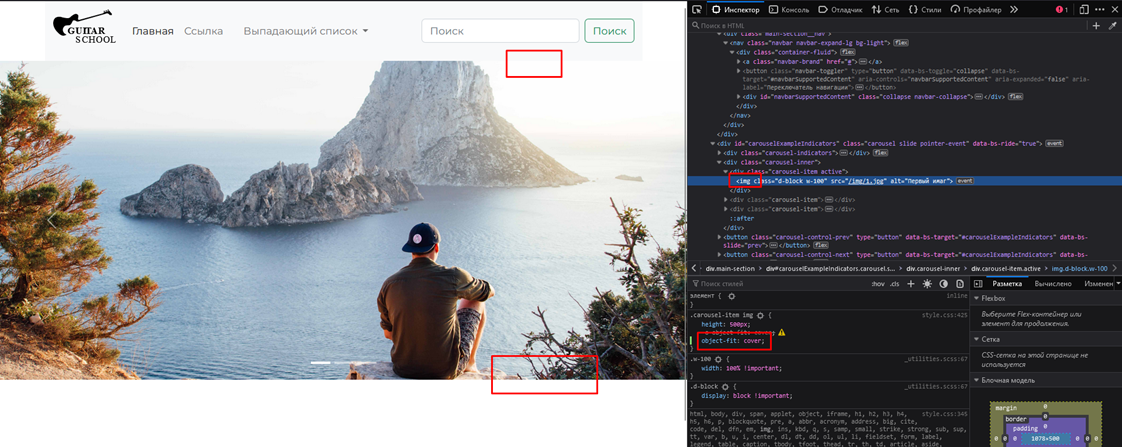 GUITAR
SCHOOL
Главная
Ссылка
Выпадающий список
Поиск
Поиск
Инспектор
Консоль
Отладчик
Сеть
Стили
Профайлер
1
Поиск в HTML
<div class="main-section__nav">
<nav class="navbar navbar-expand-lg bg-light"> flex
<div class="container-fluid"> flex
<a class="navbar-brand" href="#"> </a>
<button class="navbar-toggler" type="button" data-bs-toggle="collapse" data-bs-
target="#navbarSupportedContent" aria-controls="navbarSupportedContent" aria-expanded="false" aria-
label="Переключатель навигации"> </button>
<div id="navbarSupportedContent" class="collapse navbar-collapse"> </div> flex
</div>
</nav>
</div>
</div>
<div id="carouselExampleIndicators" class="carousel slide pointer-event" data-bs-ride="true"> event
<div class="carousel-indicators"> </div> flex
<div class="carousel-inner">
<div class="carousel-item active">
<img class="d-block w-100" src="/img/1.jpg" alt="Первый имаг"> event
</div>
<div class="carousel-item"> </div>
<div class="carousel-item"> </div>
::after
</div>
<button class="carousel-control-prev" type="button" data-bs-target="#carouselExampleIndicators" data-bs-
slide="prev"> </button> flex
<button class="carousel-control-next" type="button" data-bs-target="#carouselExampleIndicators" data-bs-
div.main-section
div#carouselExampleIndicators.carousel.s...
div.carousel-inner
div.carousel-item.active
img.d-block.w-100
Поиск стилей
:hov
.cls
Разметка
Вычислено
Изменен
элемент {
inline
}
.carousel-item img {
style.css:425
height: 500px;
object-fit: cover;
}
.w-100 {
_utilities.scss:67
width: 100% !important;
}
.d-block {
_utilities.scss:67
display: block !important;
}
html, body, div, span, applet, object, iframe, h1, h2, h3, h4,
style.css:345
h5, h6, p, blockquote, pre, a, abbr, acronym, address, big, cite,
code, del, dfn, em, img, ins, kbd, q, s, samp, small, strike, strong, sub, sup,
tt, var, b, u, i, center, dl, dt, dd, ol, ul, li, fieldset, form, label,
legend, table, caption, tbody, tfoot, thead, tr, th, td, article, aside,
Flexbox
Выберите Flex-контейнер или
элемент для продолжения.
Сетка
CSS-сетка на этой странице не
используется
Блочная модель
margin
0
border
0
padding
0
0 0 0
1078×500
0 0 0